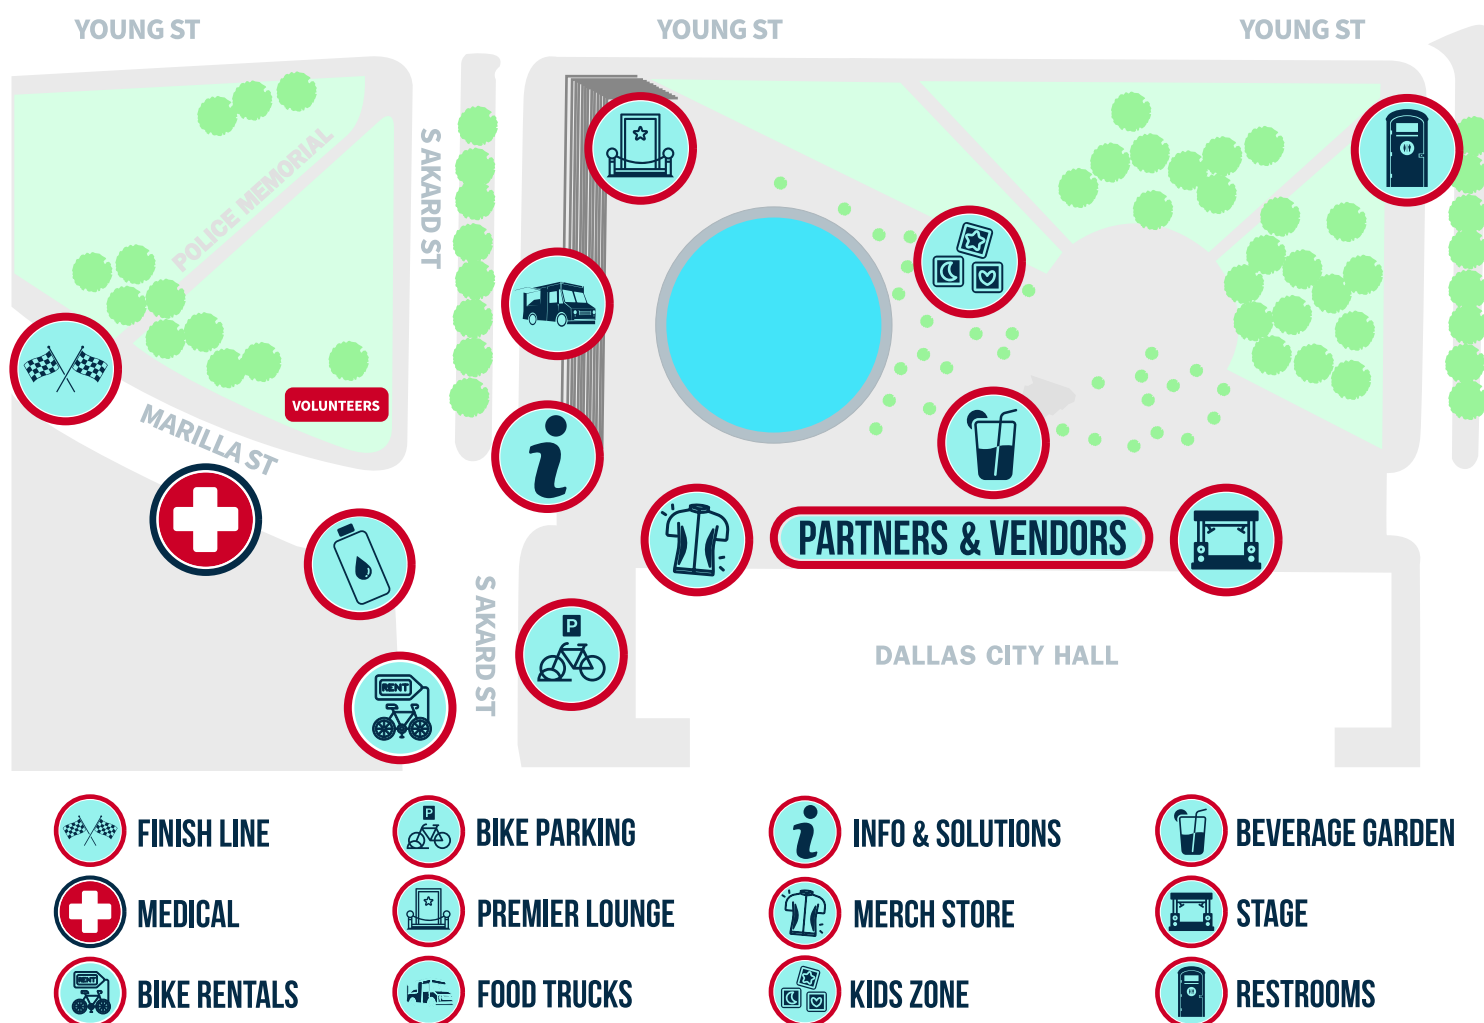 YOUNG ST
YOUNG ST
YOUNG ST
S AKARD ST
POLICE MEMORIAL
VOLUNTEERS
MARILLA ST
PARTNERS & VENDORS
S AKARD ST
P
RENT
DALLAS CITY HALL
FINISH LINE
P
BIKE PARKING
INFO & SOLUTIONS
BEVERAGE GARDEN
MEDICAL
PREMIER LOUNGE
MERCH STORE
STAGE
RENT
BIKE RENTALS
FOOD TRUCKS
KIDS ZONE
RESTROOMS